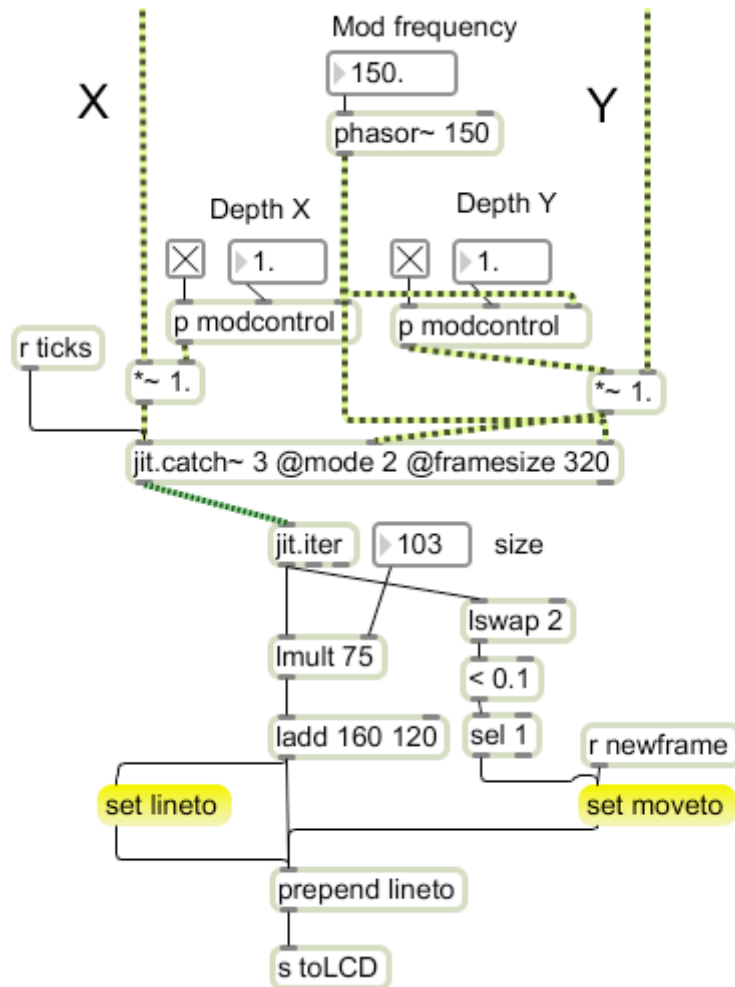 Mod frequency
150.
X
Y
phasor~ 150
Depth X
Depth Y
1.
1.
p modcontrol
p modcontrol
r ticks
*~ 1.
*~ 1.
jit.catch~ 3 @mode 2 @framesize 320
jit.iter
103
size
lswap 2
lmult 75
< 0.1
ladd 160 120
sel 1
r newframe
set lineto
set moveto
prepend lineto
s toLCD